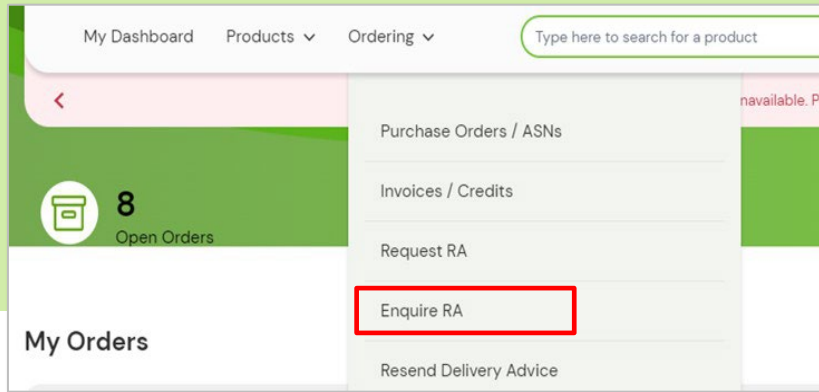 My Dashboard Products Ordering Type here to search for a product
navailable. P
Purchase Orders / ASNs
Invoices / Credits
8
Open Orders
Request RA
Enquire RA
My Orders
Resend Delivery Advice